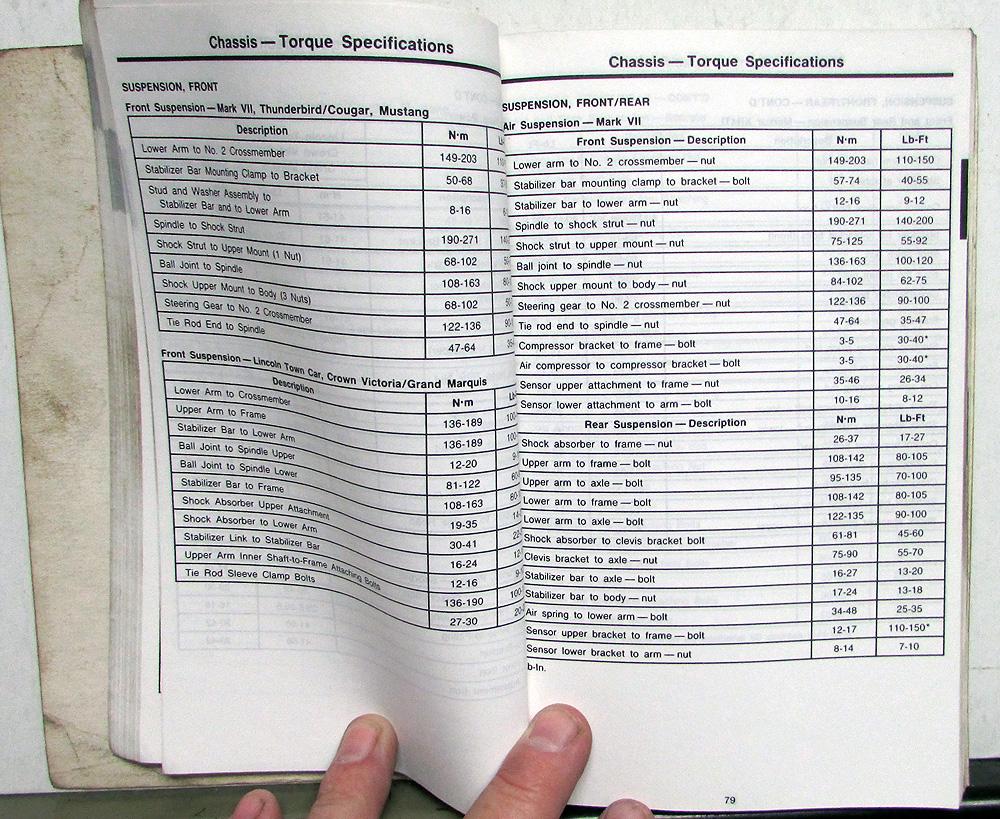 Chassis — Torque Specifications
SUSPENSION, FRONT
Front Suspension — Mark VII, Thunderbird/Cougar, Mustang
Description N·m
Lower Arm to No. 2 Crossmember 149-203
Stabilizer Bar Mounting Clamp to Bracket 50-68
Stud and Washer Assembly to
Stabilizer Bar and to Lower Arm 8-16
Spindle to Shock Strut 190-271
Shock Strut to Upper Mount (1 Nut) 68-102
Ball Joint to Spindle 108-163
Shock Upper Mount to Body (3 Nuts) 68-102
Steering Gear to No. 2 Crossmember 122-136
Tie Rod End to Spindle 47-64
Front Suspension — Lincoln Town Car, Crown Victoria/Grand Marquis
Description N·m
Lower Arm to Crossmember 136-189
Upper Arm to Frame 136-189
Stabilizer Bar to Lower Arm 12-20
Ball Joint to Spindle Upper 81-122
Ball Joint to Spindle Lower 108-163
Stabilizer Bar to Frame 19-35
Shock Absorber Upper Attachment 30-41
Shock Absorber to Lower Arm 16-24
Stabilizer Link to Stabilizer Bar 12-16
Upper Arm Inner Shaft-to-Frame Attaching Bolts 136-190
Tie Rod Sleeve Clamp Bolts 27-30
Chassis — Torque Specifications
SUSPENSION, FRONT/REAR
Air Suspension — Mark VII
Front Suspension — Description N·m Lb-Ft
Lower arm to No. 2 crossmember — nut 149-203 110-150
Stabilizer bar mounting clamp to bracket — bolt 57-74 40-55
Stabilizer bar to lower arm — nut 12-16 9-12
Spindle to shock strut — nut 190-271 140-200
Shock strut to upper mount — nut 75-125 55-92
Ball joint to spindle — nut 136-163 100-120
Shock upper mount to body — nut 84-102 62-75
Steering gear to No. 2 crossmember — nut 122-136 90-100
Tie rod end to spindle — nut 47-64 35-47
Compressor bracket to frame — bolt 3-5 30-40*
Air compressor to compressor bracket — bolt 3-5 30-40*
Sensor upper attachment to frame — nut 35-46 26-34
Sensor lower attachment to arm — bolt 10-16 8-12
Rear Suspension — Description N·m Lb-Ft
Shock absorber to frame — nut 26-37 17-27
Upper arm to frame — bolt 108-142 80-105
Upper arm to axle — bolt 95-135 70-100
Lower arm to frame — bolt 108-142 80-105
Lower arm to axle — bolt 122-135 90-100
Shock absorber to clevis bracket bolt 61-81 45-60
Clevis bracket to axle — nut 75-90 55-70
Stabilizer bar to axle — bolt 16-27 13-20
Stabilizer bar to body — nut 17-24 13-18
Air spring to lower arm — bolt 34-48 25-35
Sensor upper bracket to frame — bolt 12-17 110-150*
Sensor lower bracket to arm — nut 8-14 7-10
b-In.
79